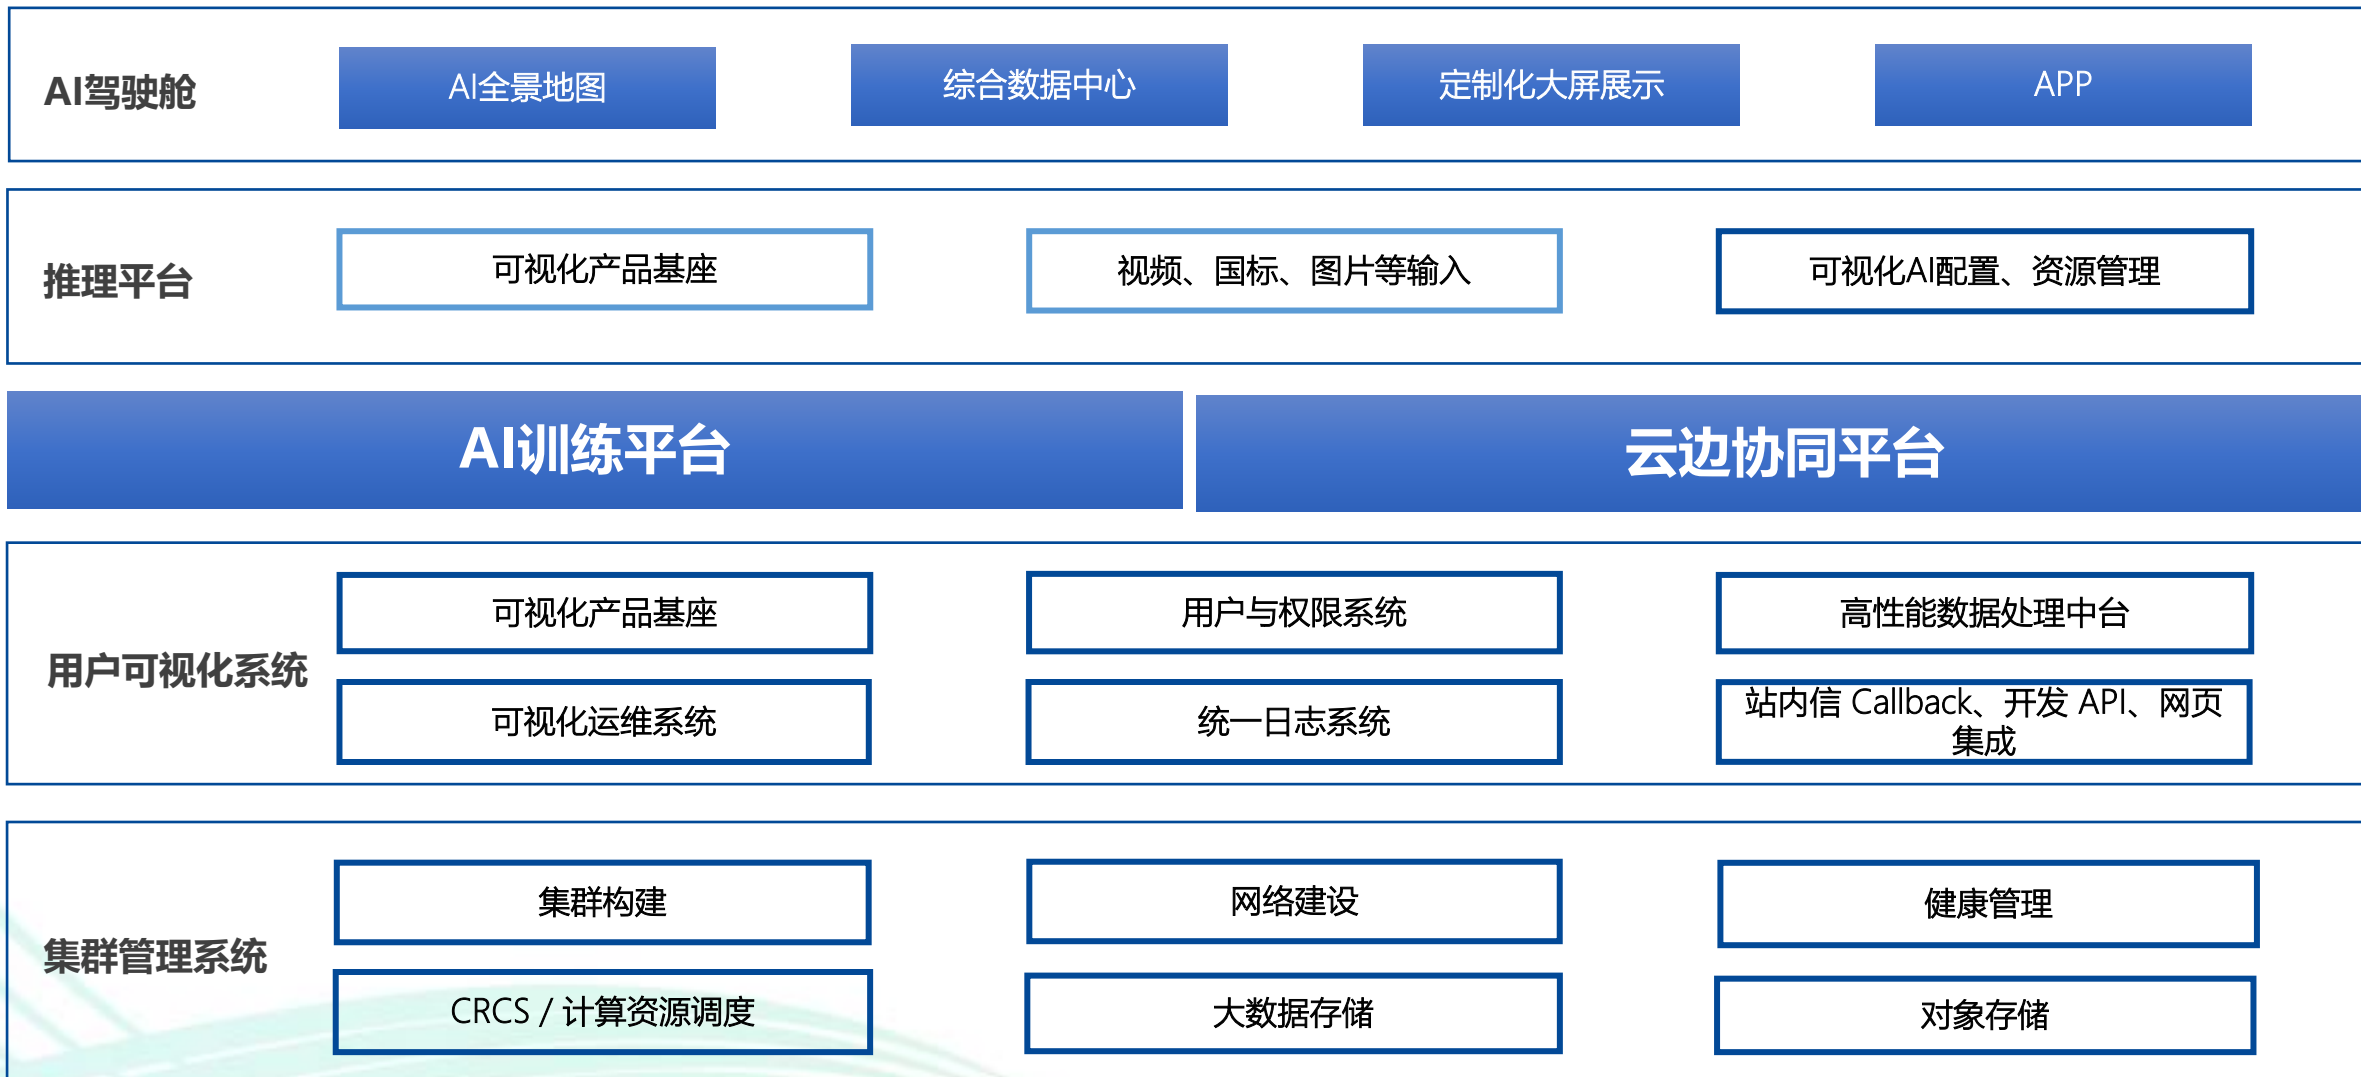 AI驾驶舱
AI全景地图
综合数据中心
定制化大屏展示
APP
推理平台
可视化产品基座
视频、国标、图片等输入
可视化AI配置、资源管理
AI训练平台
云边协同平台
用户可视化系统
可视化产品基座
用户与权限系统
高性能数据处理中台
可视化运维系统
统一日志系统
站内信 Callback、开发 API、网页
集成
集群管理系统
集群构建
网络建设
健康管理
CRCS / 计算资源调度
大数据存储
对象存储